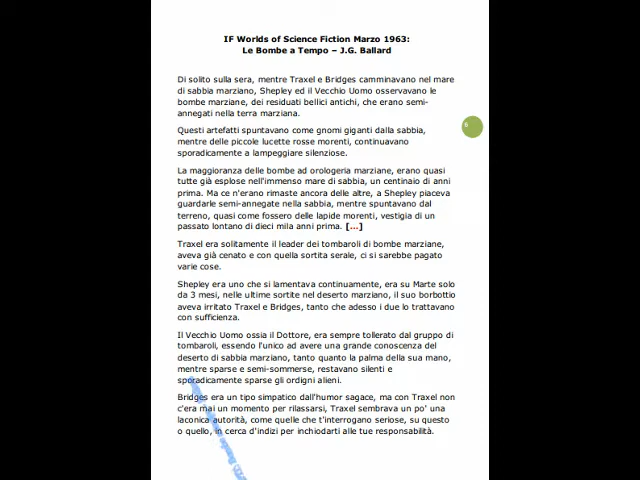 IF Worlds of Science Fiction Marzo 1963:
Le Bombe a Tempo – J.G. Ballard
Di solito sulla sera, mentre Traxel e Bridges camminavano nel mare
di sabbia marziano, Shepley ed il Vecchio Uomo osservavano le
bombe marziane, dei residuati bellici antichi, che erano semi-
annegati nella terra marziana.
6
Questi artefatti spuntavano come gnomi giganti dalla sabbia,
mentre delle piccole lucette rosse morenti, continuavano
sporadicamente a lampeggiare silenziose.
La maggioranza delle bombe ad orologeria marziane, erano quasi
tutte già esplose nell'immenso mare di sabbia, un centinaio di anni
prima. Ma ce n'erano rimaste ancora delle altre, a Shepley piaceva
guardarle semi-annegate nella sabbia, mentre spuntavano dal
terreno, quasi come fossero delle lapide morenti, vestigia di un
passato lontano di dieci mila anni prima. [...]
Traxel era solitamente il leader dei tombaroli di bombe marziane,
aveva già cenato e con quella sortita serale, ci si sarebbe pagato
varie cose.
Shepley era uno che si lamentava continuamente, era su Marte solo
da 3 mesi, nelle ultime sortite nel deserto marziano, il suo borbottio
aveva irritato Traxel e Bridges, tanto che adesso i due lo trattavano
con sufficienza.
Il Vecchio Uomo ossia il Dottore, era sempre tollerato dal gruppo di
tombaroli, essendo l'unico ad avere una grande conoscenza del
deserto di sabbia marziano, tanto quanto la palma della sua mano,
mentre sparse e semi-sommerse, restavano silenti e
sporadicamente sparse gli ordigni alieni.
Bridges era un tipo simpatico dall'humor sagace, ma con Traxel non
c'era mai un momento per rilassarsi, Traxel sembrava un po' una
laconica autorità, come quelle che t'interrogano seriose, su questo
o quello, in cerca d'indizi per inchiodarti alle tue responsabilità.